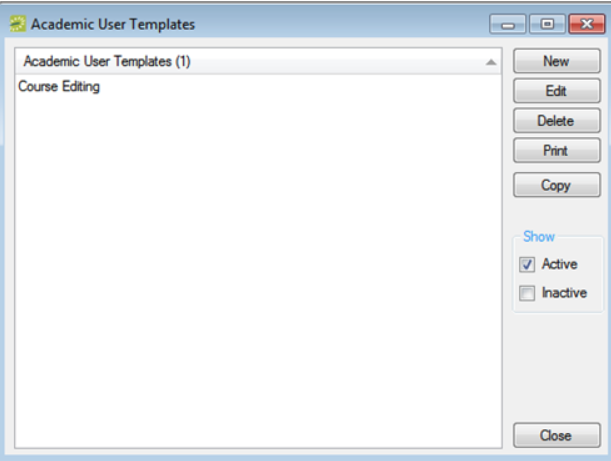 Academic User Templates
Academic User Templates (1)
Course Editing
New
Edit
Delete
Print
Copy
Show
Active
Inactive
Close